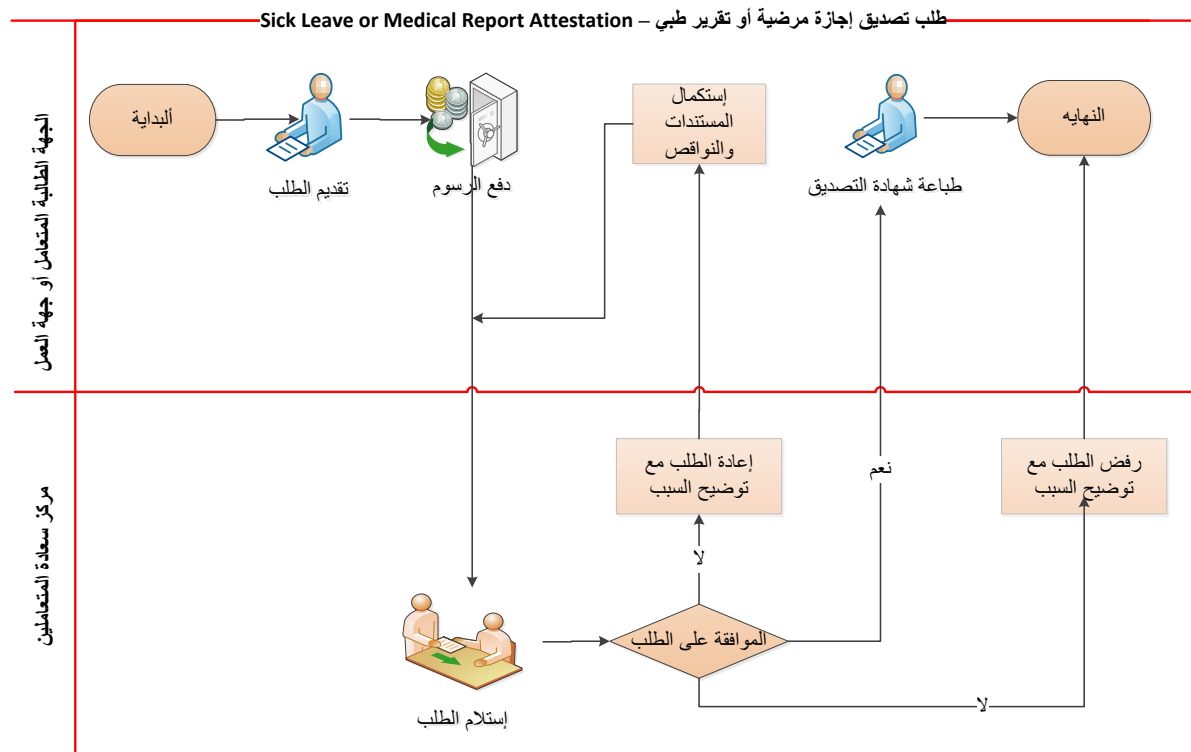 طلب تصديق إجازة مرضية أو تقرير طبي – Sick Leave or Medical Report Attestation
الجهة الطالبة المتعامل أو جهة العمل
ألبداية
تقديم الطلب
دفع الرسوم
إستكمال
المستندات
والنواقص
طباعة شهادة التصديق
النهايه
مركز سعادة المتعاملين
إعادة الطلب مع
توضيح السبب
نعم
رفض الطلب مع
توضيح السبب
لا
الموافقة على الطلب
لا
إستلام الطلب